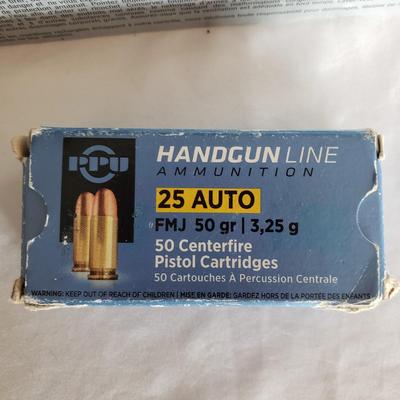 PPU
HANDGUN LINE
AMMUNITION
25 AUTO
FMJ 50 gr | 3,25 g
50 Centerfire
Pistol Cartridges
50 Cartouches À Percussion Centrale
WARNING: KEEP OUT OF REACH OF CHILDREN | MISE EN GARDE: GARDEZ HORS DE LA PORTÉE DES ENFANTS